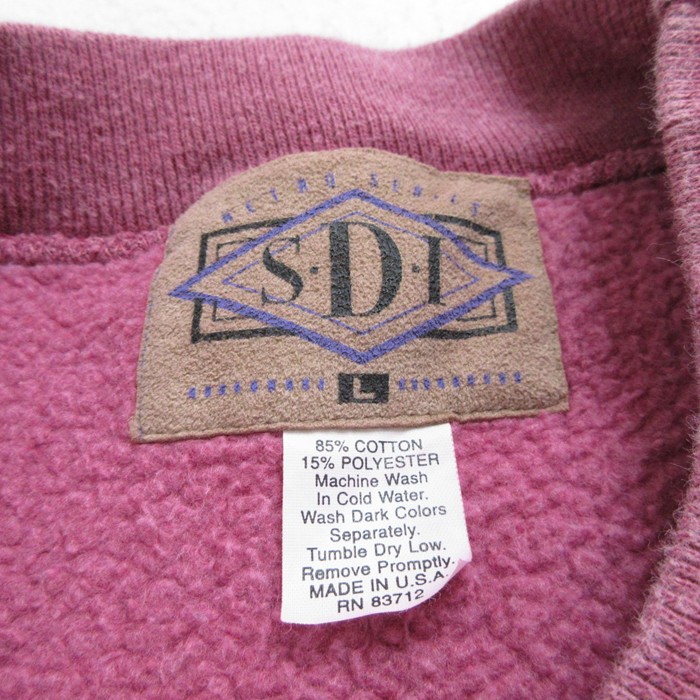 S·D·I
L
85% COTTON
15% POLYESTER
Machine Wash
In Cold Water.
Wash Dark Colors
Separately.
Tumble Dry Low.
Remove Promptly.
MADE IN U.S.A.
RN 83712